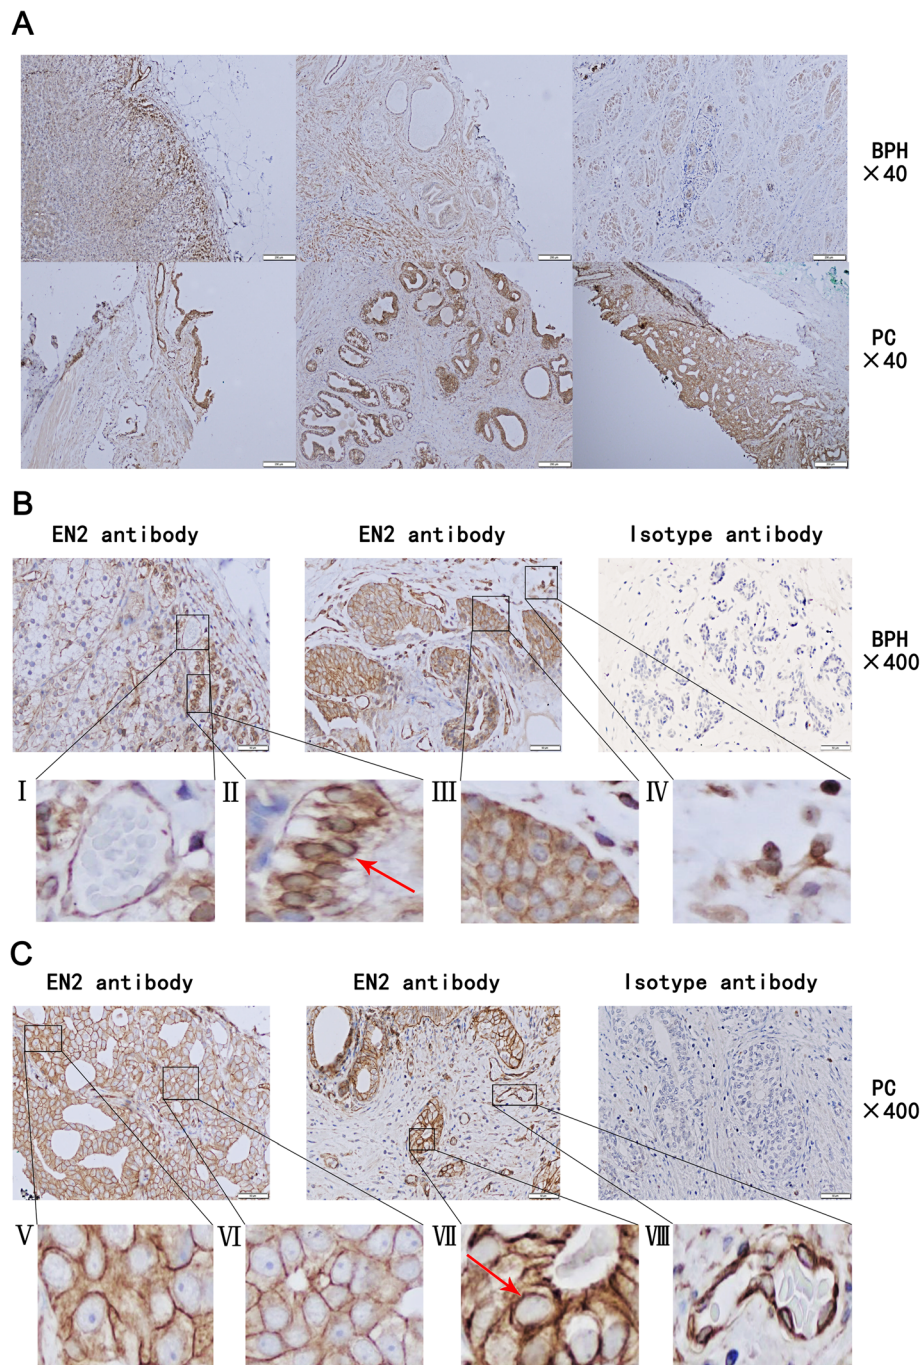 A
BPH
×40
PC
×40
B
EN2 antibody
EN2 antibody
Isotype antibody
BPH
×400
I
II
III
IV
C
EN2 antibody
EN2 antibody
Isotype antibody
PC
×400
V
VI
VII
VIII